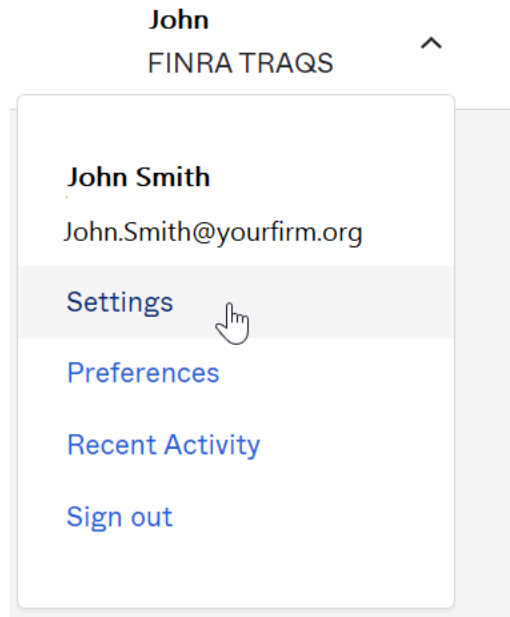 John
FINRA TRAQS
John Smith
John.Smith@yourfirm.org
Settings
Preferences
Recent Activity
Sign out